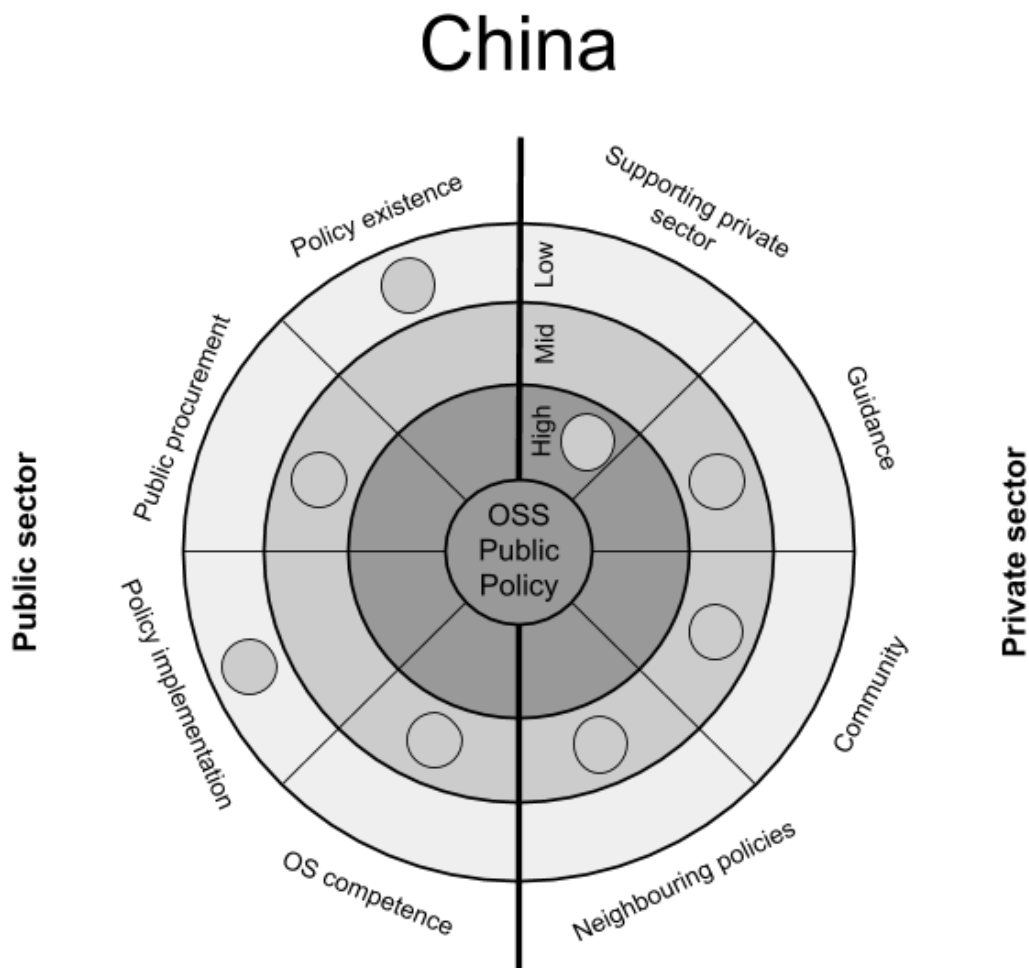 China
Policy existence
Supporting private
sector
Low
Mid
High
Public procurement
Guidance
Public sector
Private sector
OSS
Public
Policy
Policy implementation
Community
OS competence
Neighbouring policies